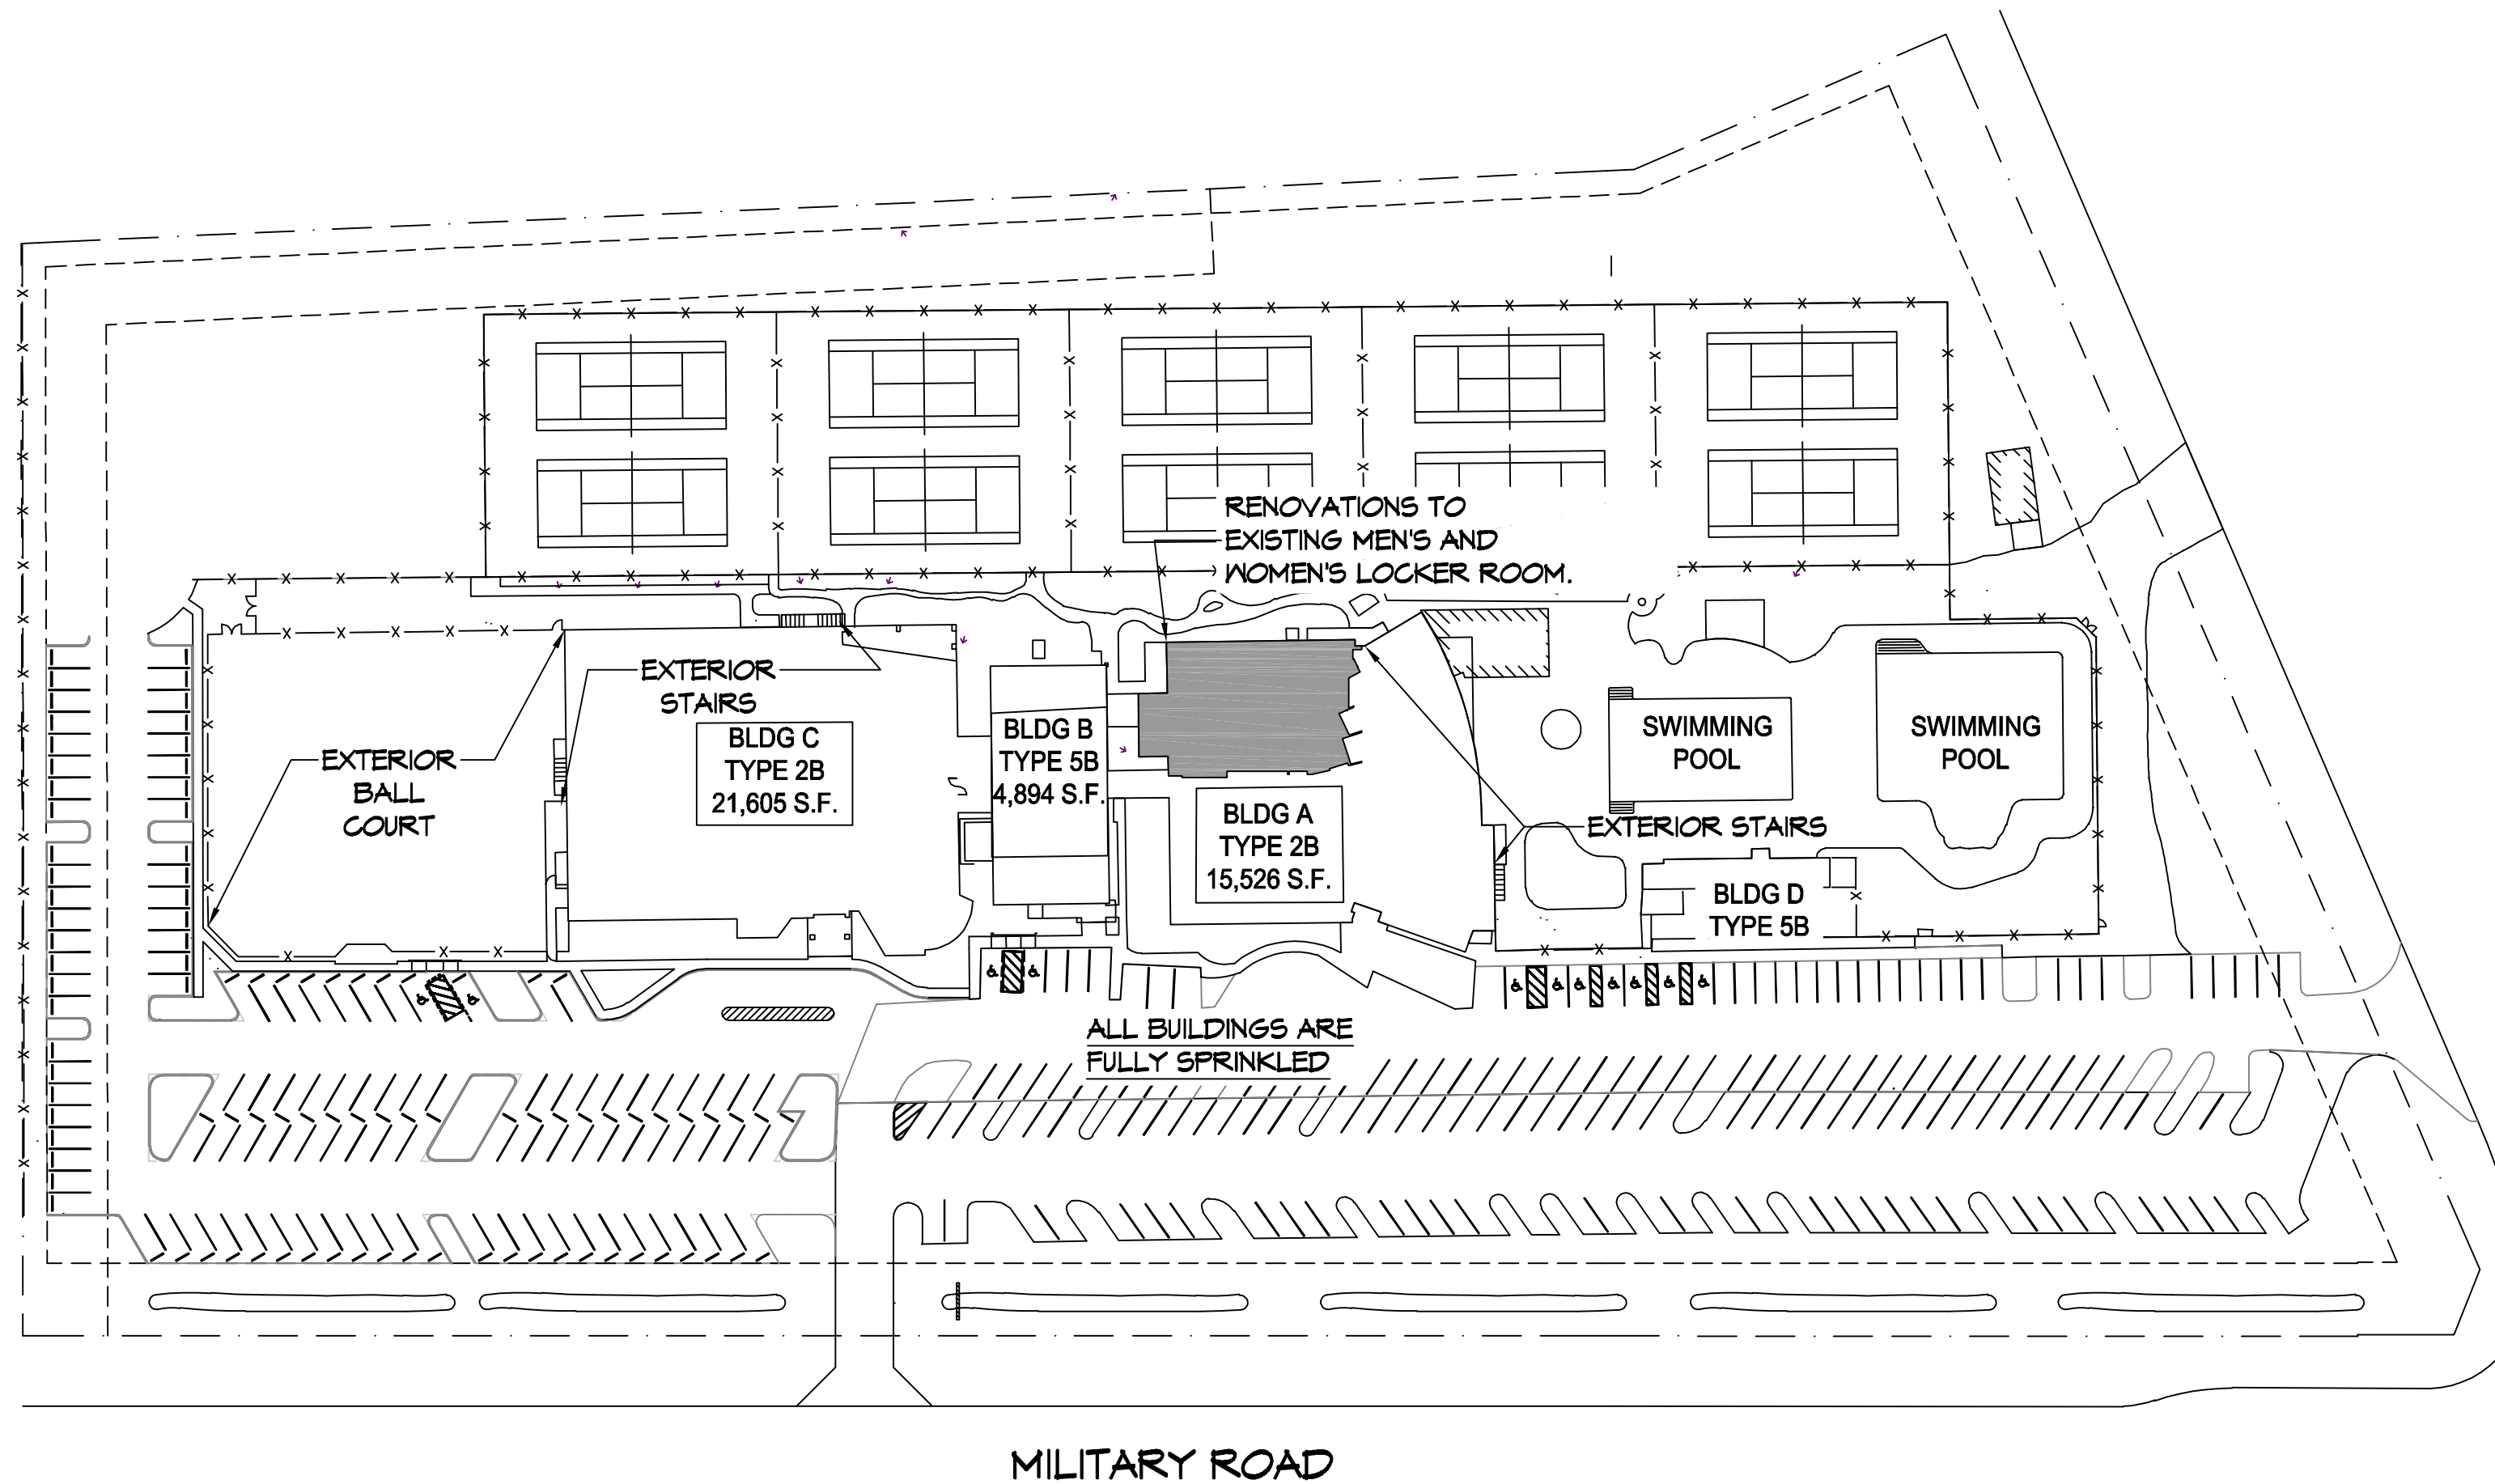 RENOVATIONS TO
EXISTING MEN'S AND
WOMEN'S LOCKER ROOM.
EXTERIOR
STAIRS
BLDG C
TYPE 2B
21,605 S.F.
BLDG B
TYPE 5B
4,894 S.F.
EXTERIOR
BALL
COURT
BLDG A
TYPE 2B
15,526 S.F.
SWIMMING
POOL
SWIMMING
POOL
EXTERIOR STAIRS
BLDG D
TYPE 5B
ALL BUILDINGS ARE
FULLY SPRINKLED
MILITARY ROAD